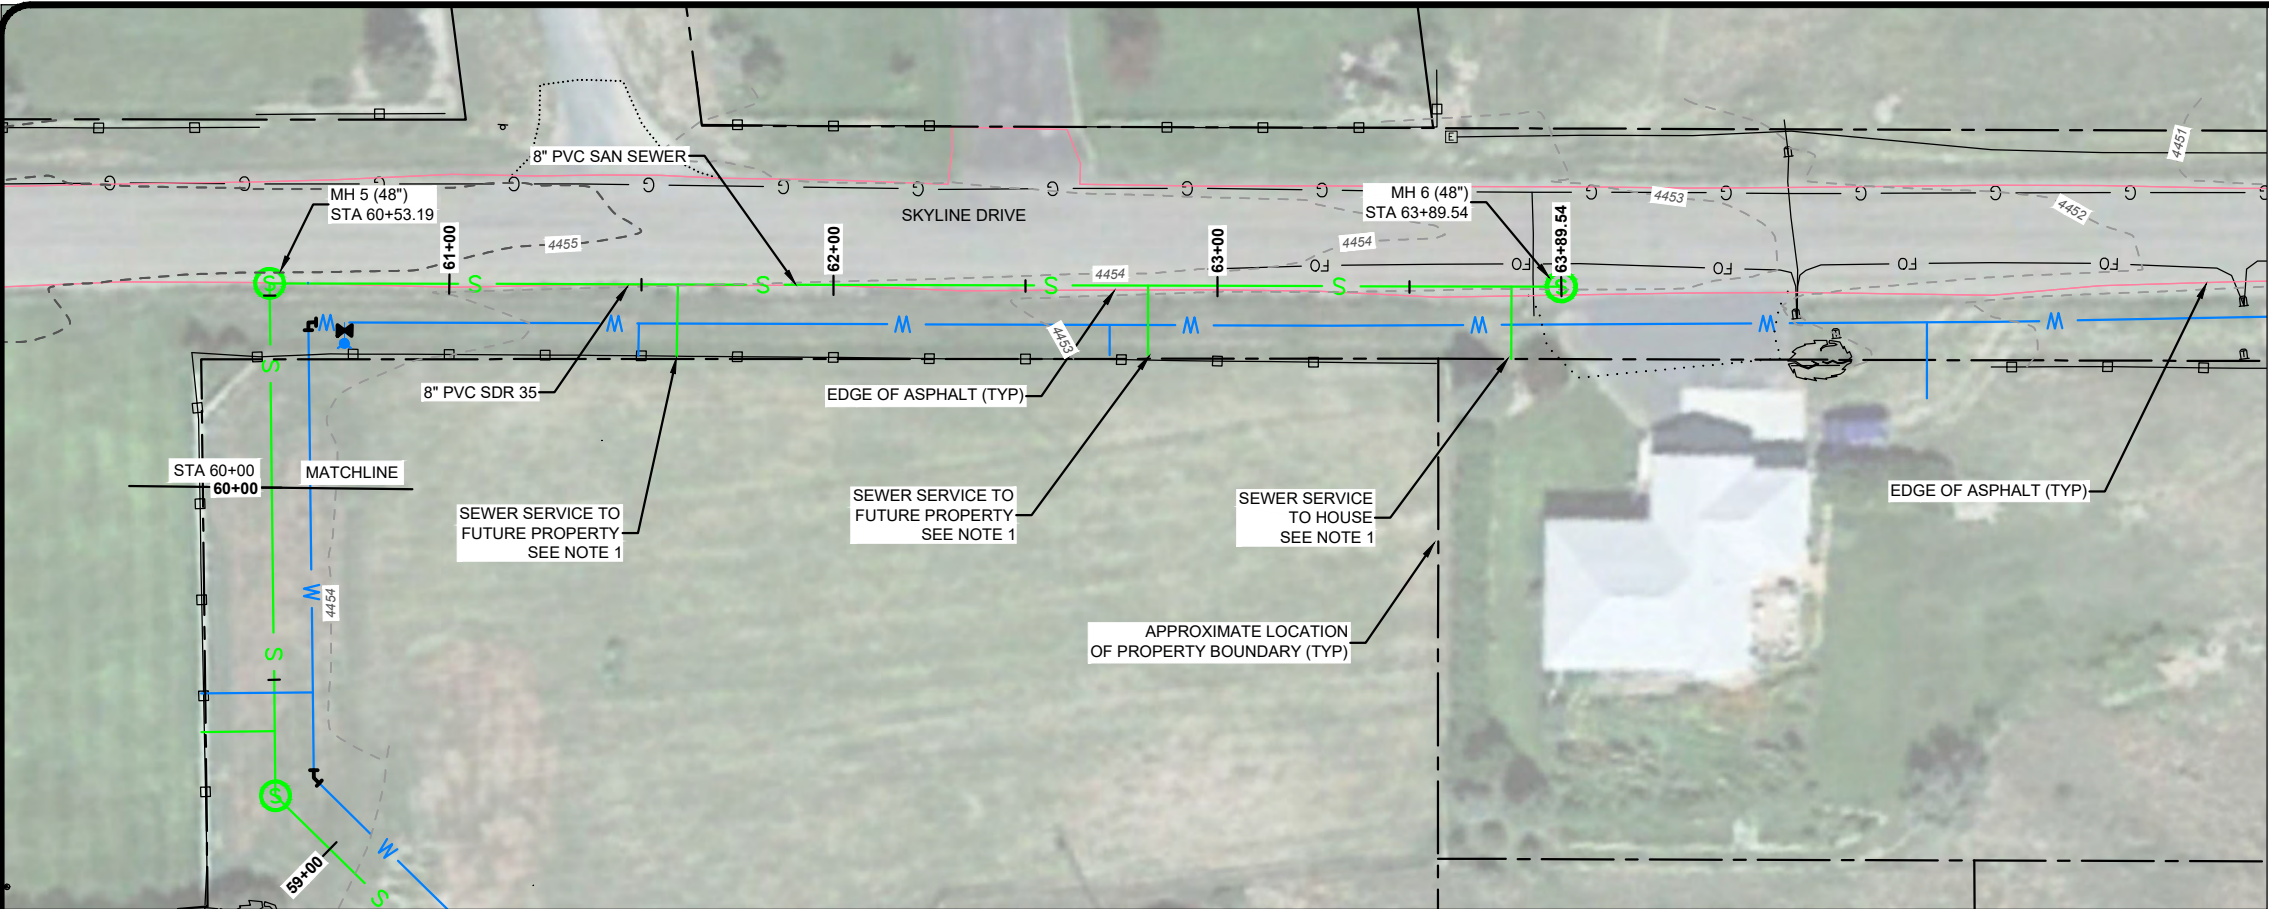 4451
8" PVC SAN SEWER
MH 5 (48")
STA 60+53.19
MH 6 (48")
STA 63+89.54
4453
4452
SKYLINE DRIVE
4455
61+00
62+00
63+00
4454
63+89.54
4454
G G G G G G G G G G G G G G G G G
FO FO FO FO
S S S S S S
W W W W W W W
E
4453
8" PVC SDR 35
EDGE OF ASPHALT (TYP)
S
STA 60+00
60+00
MATCHLINE
SEWER SERVICE TO
FUTURE PROPERTY
SEE NOTE 1
SEWER SERVICE TO
FUTURE PROPERTY
SEE NOTE 1
SEWER SERVICE
TO HOUSE
SEE NOTE 1
EDGE OF ASPHALT (TYP)
W
4454
APPROXIMATE LOCATION
OF PROPERTY BOUNDARY (TYP)
S
S
W
59+00
S